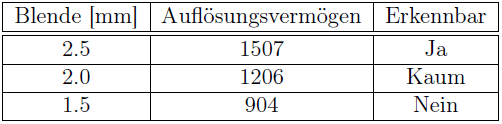 Blende [mm] Auflösungsvermögen Erkennbar
2.5 1507 Ja
2.0 1206 Kaum
1.5 904 Nein